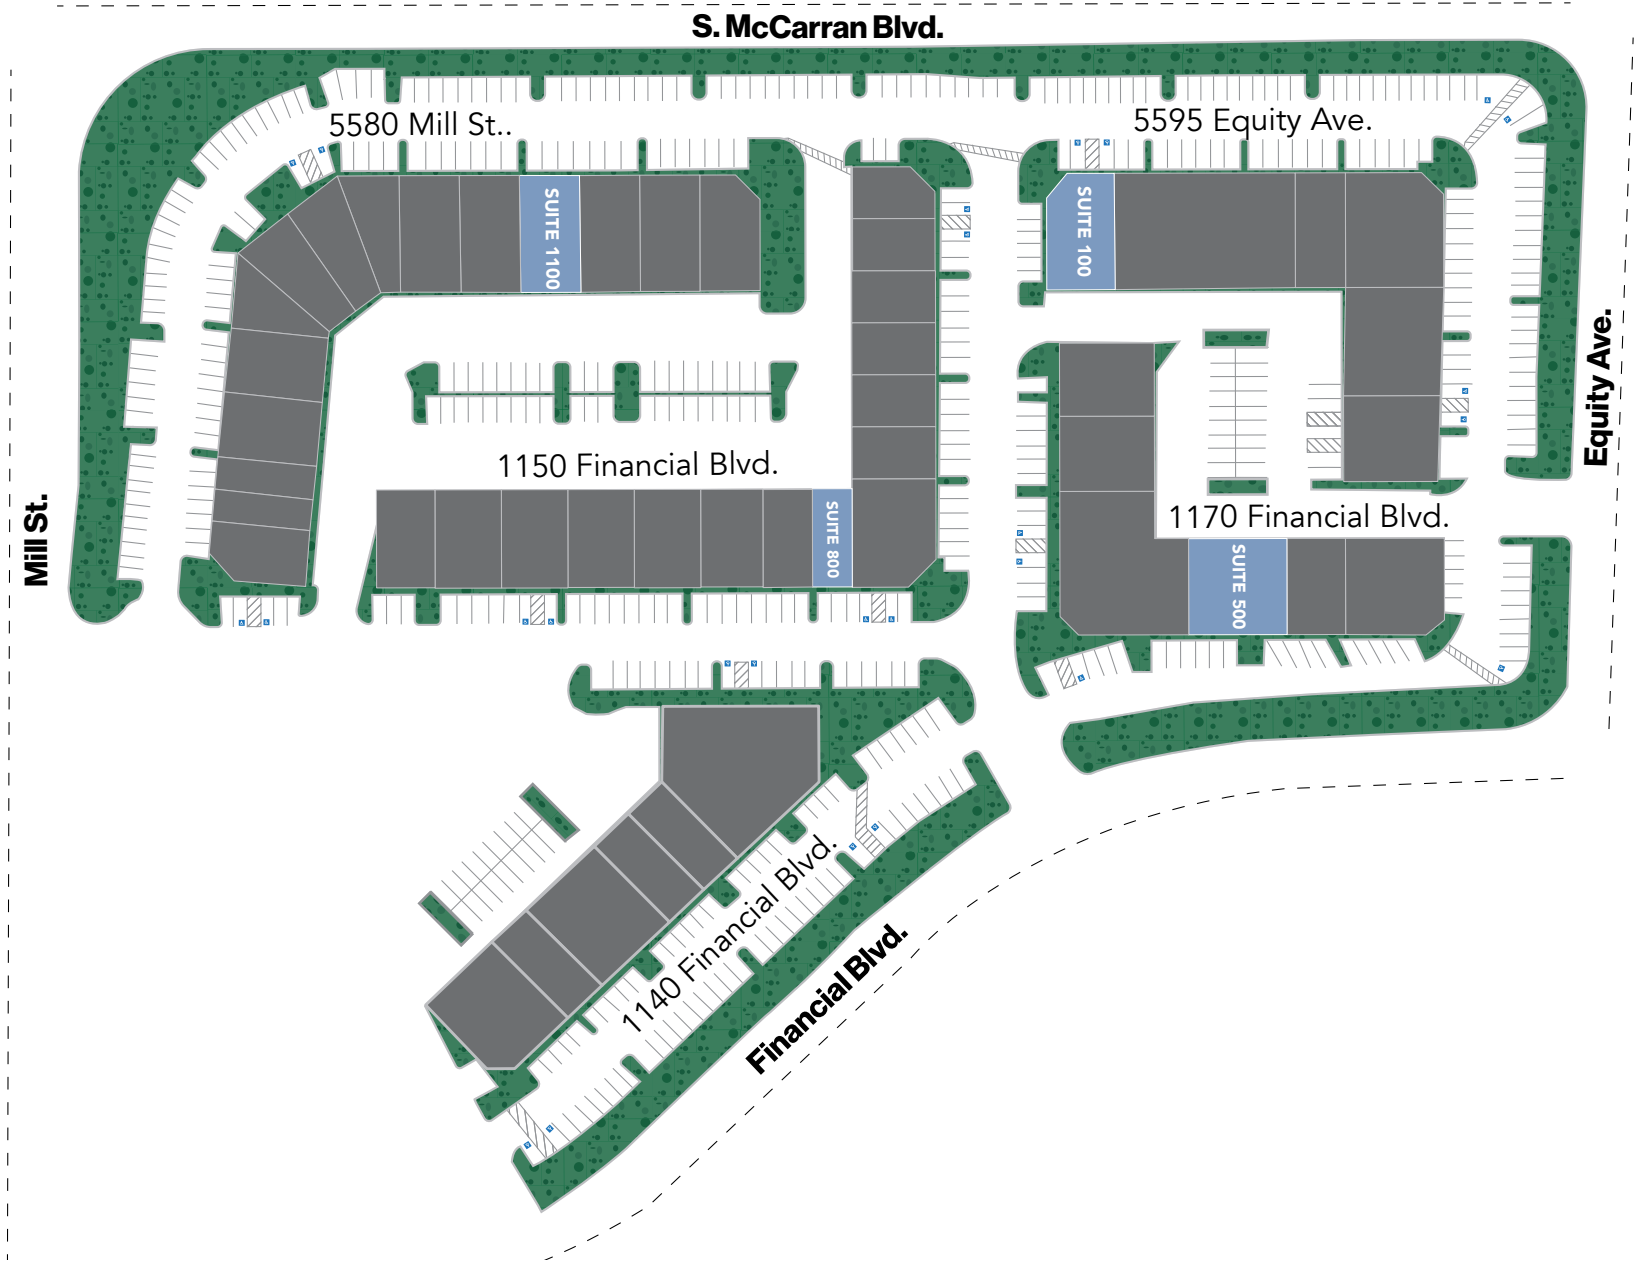 S. McCarran Blvd.
5580 Mill St..
5595 Equity Ave.
SUITE 1100
SUITE 100
Equity Ave.
1150 Financial Blvd.
Mill St.
SUITE 800
1170 Financial Blvd.
SUITE 500
1140 Financial Blvd.
Financial Blvd.